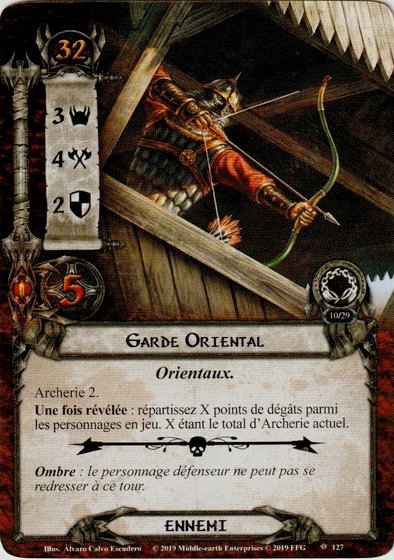 32
3
4
2
5
10/29
Garde Oriental
Orientaux.
Archerie 2.
Une fois révélée : répartissez X points de dégâts parmi
les personnages en jeu. X étant le total d'Archerie actuel.
Ombre : le personnage défenseur ne peut pas se
redresser à ce tour.
ENNEMI
Illus. Álvaro Calvo Escudero © 2019 Middle-earth Enterprises © 2019 FFG 127